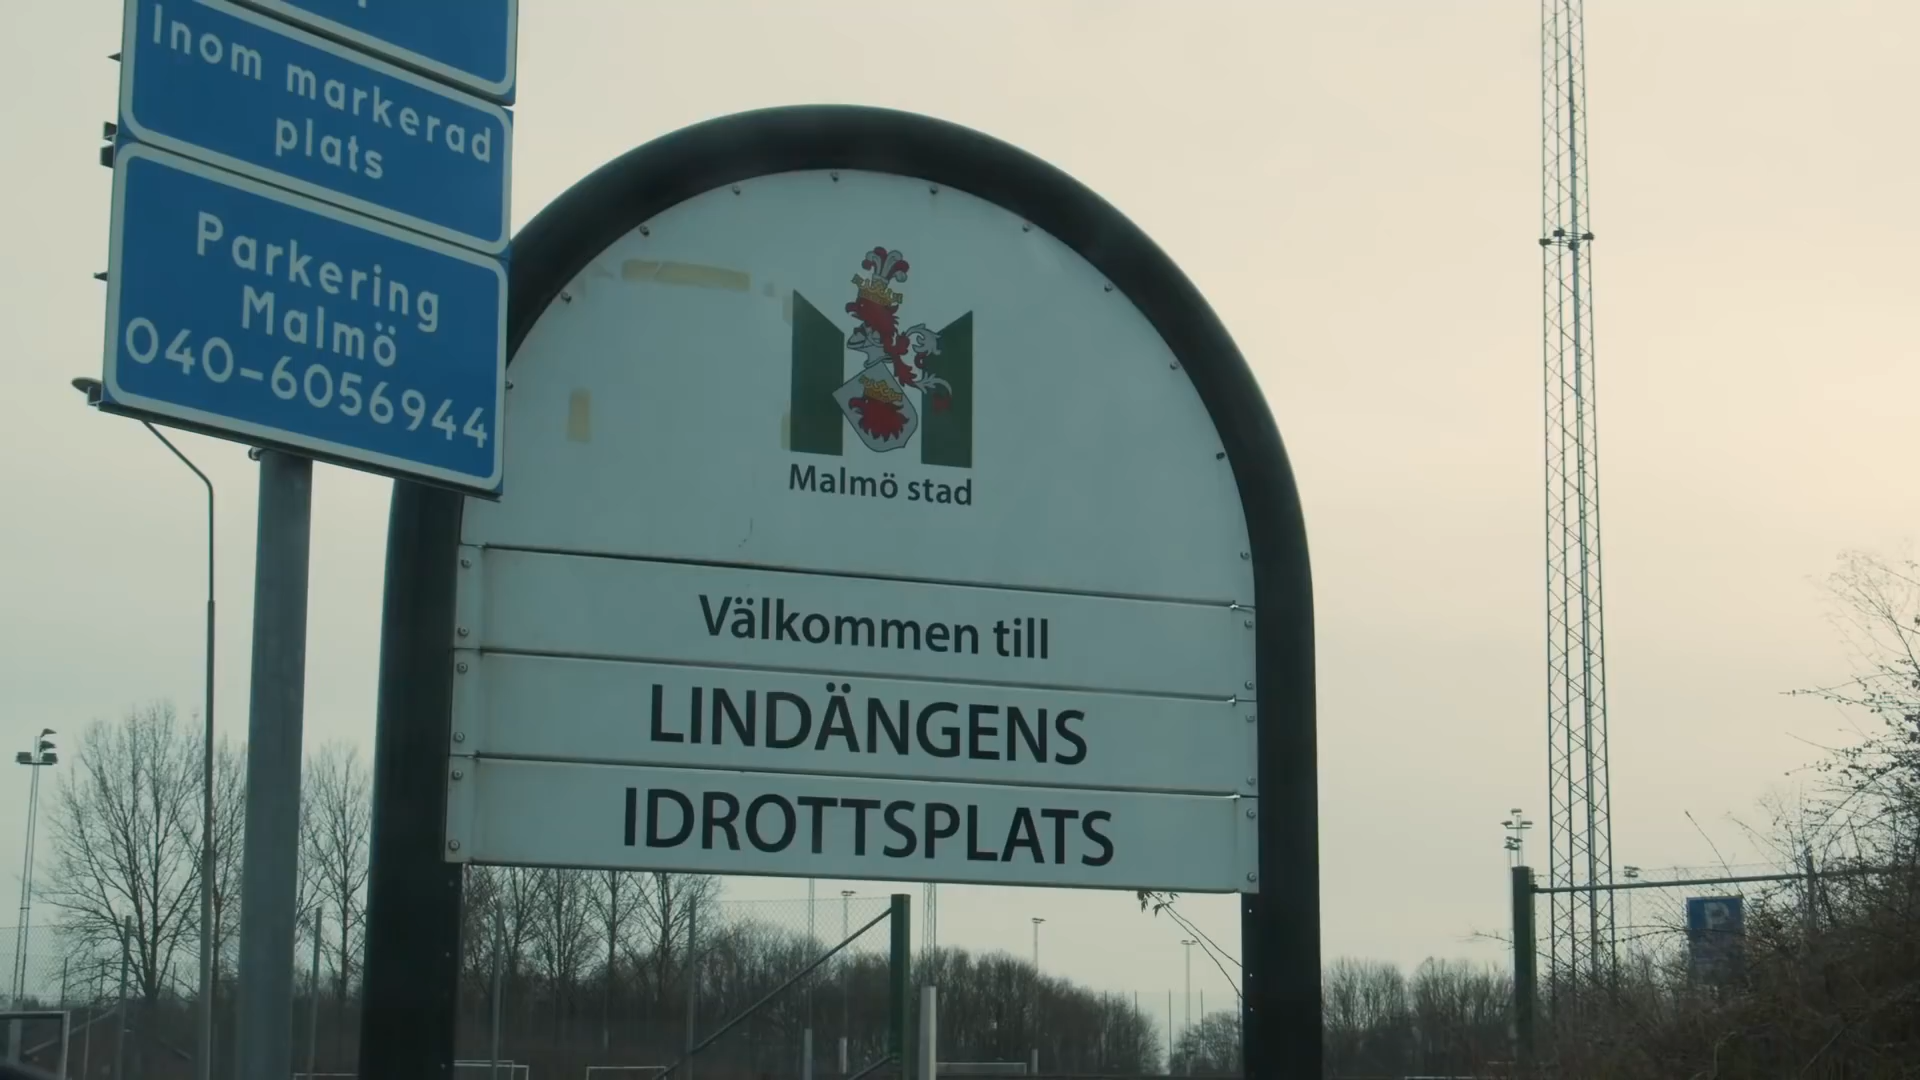 Inom markerad
plats
Parkering
Malmö
040-6056944
Malmö stad
Välkommen till
LINDÄNGENS
IDROTTSPLATS
P